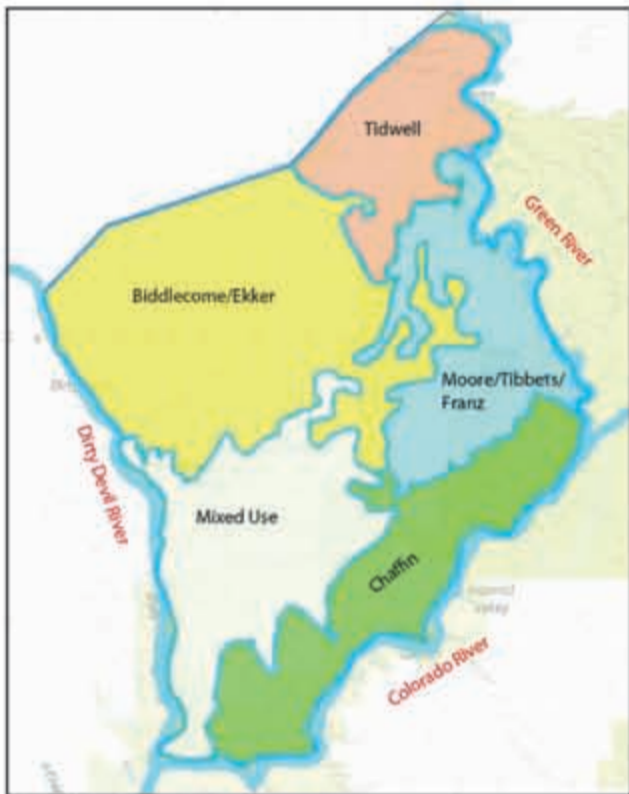 Tidwell
Green River
Biddlecome/Ekker
Moore/Tibbets/
Franz
Dirty Devil River
Mixed Use
Chaffin
Colorado River